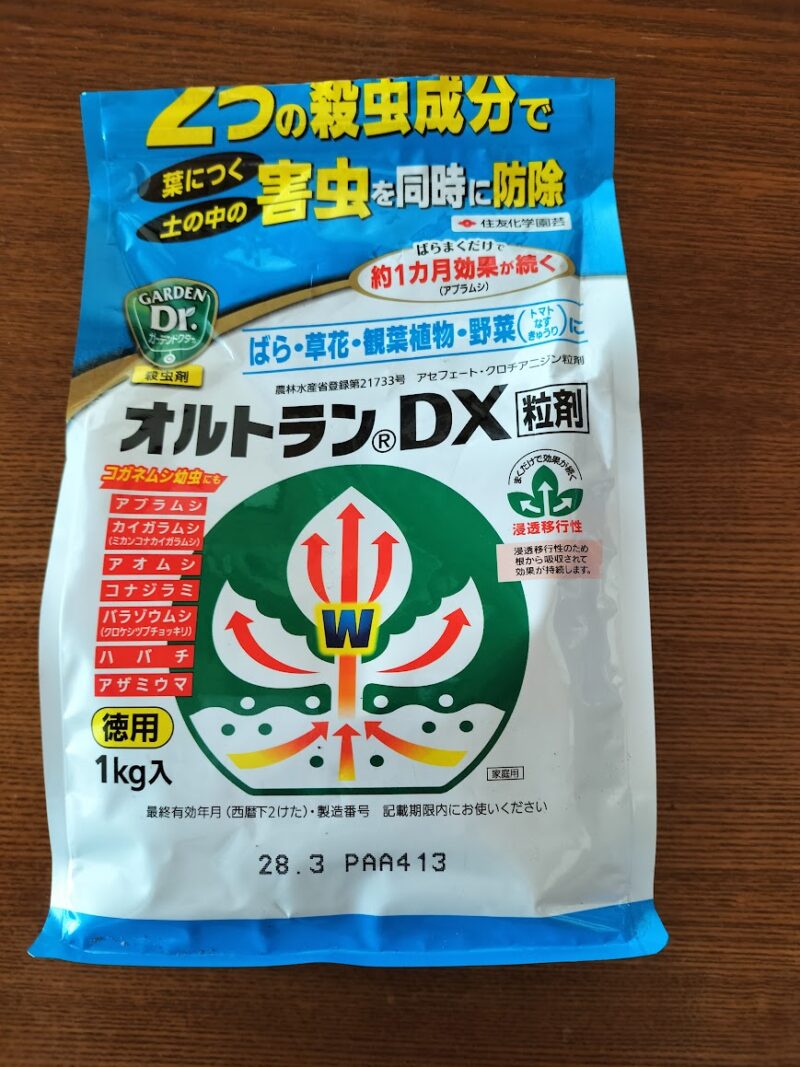 2つの殺虫成分で
葉につく
土の中の
害虫を同時に防除
住友化学園芸
ばらまくだけで
約1カ月効果が続く
(アブラムシ)
GARDEN
Dr.
ガーデンドクター
殺虫剤
ばら・草花・観葉植物・野菜(トマト なす きゅうり)に
農林水産省登録第21733号 アセフェート・クロチアニジン粒剤
オルトラン®DX粒剤
コガネムシ幼虫にも
アブラムシ
カイガラムシ
(ミカンコナカイガラムシ)
アオムシ
コナジラミ
バラゾウムシ
(クロケシツブチョッキリ)
ハバチ
アザミウマ
まくだけで効果が続く
浸透移行性
浸透移行性のため
根から吸収されて
効果が持続します。
W
徳用
1kg入
家庭用
最終有効年月(西暦下2けた)・製造番号 記載期限内にお使いください
28.3 PAA413